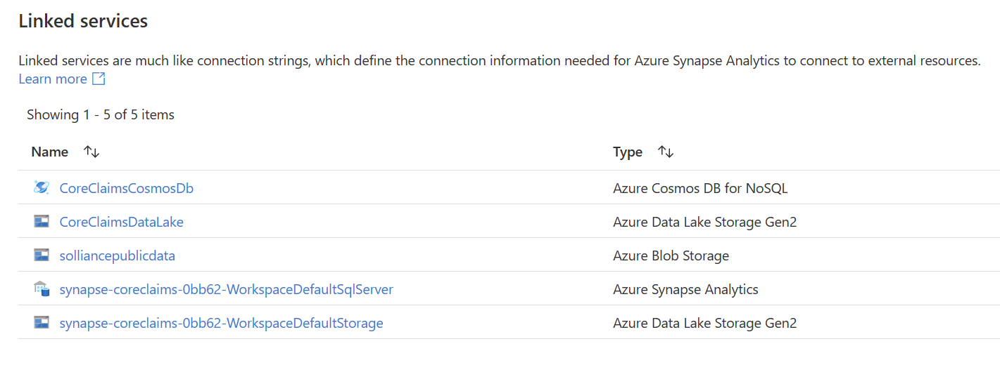 Linked services
Linked services are much like connection strings, which define the connection information needed for Azure Synapse Analytics to connect to external resources.
Learn more
Showing 1 - 5 of 5 items
Name Type
CoreClaimsCosmosDb Azure Cosmos DB for NoSQL
CoreClaimsDataLake Azure Data Lake Storage Gen2
solliancepublicdata Azure Blob Storage
synapse-coreclaims-0bb62-WorkspaceDefaultSqlServer Azure Synapse Analytics
synapse-coreclaims-0bb62-WorkspaceDefaultStorage Azure Data Lake Storage Gen2